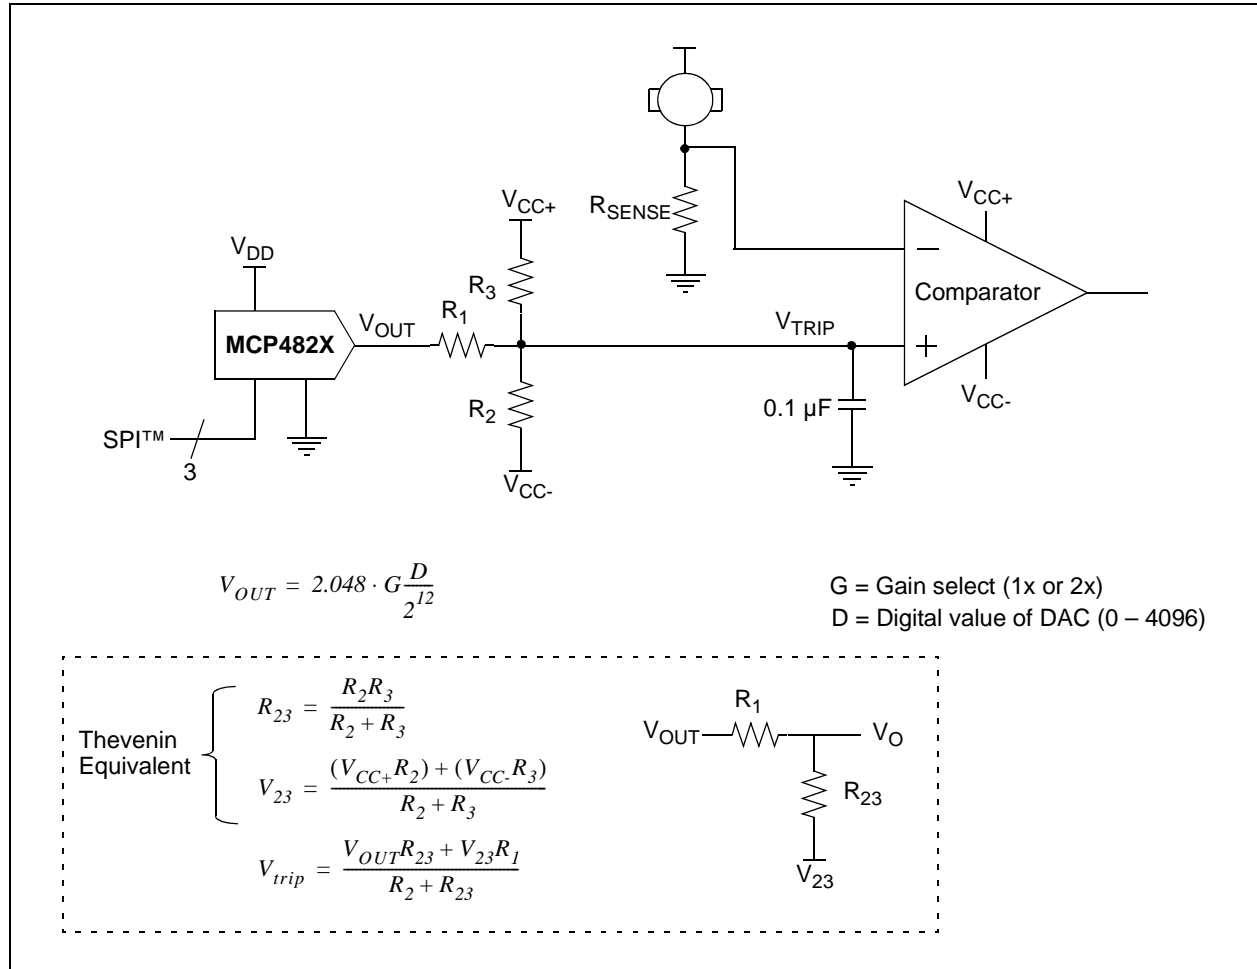 V_CC+
V_CC+
R_SENSE
V_DD
R_3
Comparator
−
R_1
V_OUT
V_TRIP
MCP482X
+
R_2
0.1 µF
V_CC-
SPI™
3
V_CC-
V_OUT = 2.048 · G D/2^12
G = Gain select (1x or 2x)
D = Digital value of DAC (0 – 4096)
Thevenin
Equivalent
R_23 = R_2R_3 / (R_2 + R_3)
V_23 = ((V_CC+R_2) + (V_CC-R_3)) / (R_2 + R_3)
V_trip = (V_OUTR_23 + V_23R_1) / (R_2 + R_23)
R_1
V_OUT
V_O
R_23
V_23